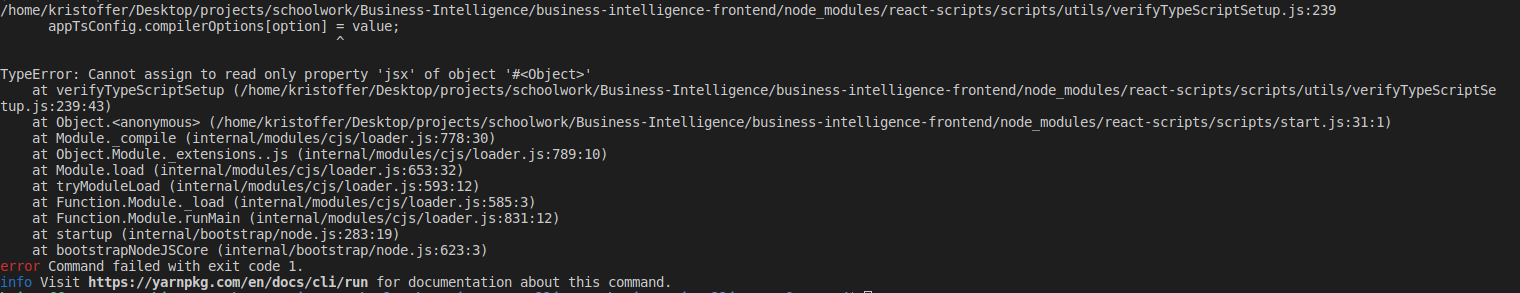 /home/kristoffer/Desktop/projects/schoolwork/Business-Intelligence/business-intelligence-frontend/node_modules/react-scripts/scripts/utils/verifyTypeScriptSetup.js:239
      appTsConfig.compilerOptions[option] = value;
                                          ^
TypeError: Cannot assign to read only property 'jsx' of object '#<Object>'
    at verifyTypeScriptSetup (/home/kristoffer/Desktop/projects/schoolwork/Business-Intelligence/business-intelligence-frontend/node_modules/react-scripts/scripts/utils/verifyTypeScriptSe
tup.js:239:43)
    at Object.<anonymous> (/home/kristoffer/Desktop/projects/schoolwork/Business-Intelligence/business-intelligence-frontend/node_modules/react-scripts/scripts/start.js:31:1)
    at Module._compile (internal/modules/cjs/loader.js:778:30)
    at Object.Module._extensions..js (internal/modules/cjs/loader.js:789:10)
    at Module.load (internal/modules/cjs/loader.js:653:32)
    at tryModuleLoad (internal/modules/cjs/loader.js:593:12)
    at Function.Module._load (internal/modules/cjs/loader.js:585:3)
    at Function.Module.runMain (internal/modules/cjs/loader.js:831:12)
    at startup (internal/bootstrap/node.js:283:19)
    at bootstrapNodeJSCore (internal/bootstrap/node.js:623:3)
error Command failed with exit code 1.
info Visit https://yarnpkg.com/en/docs/cli/run for documentation about this command.